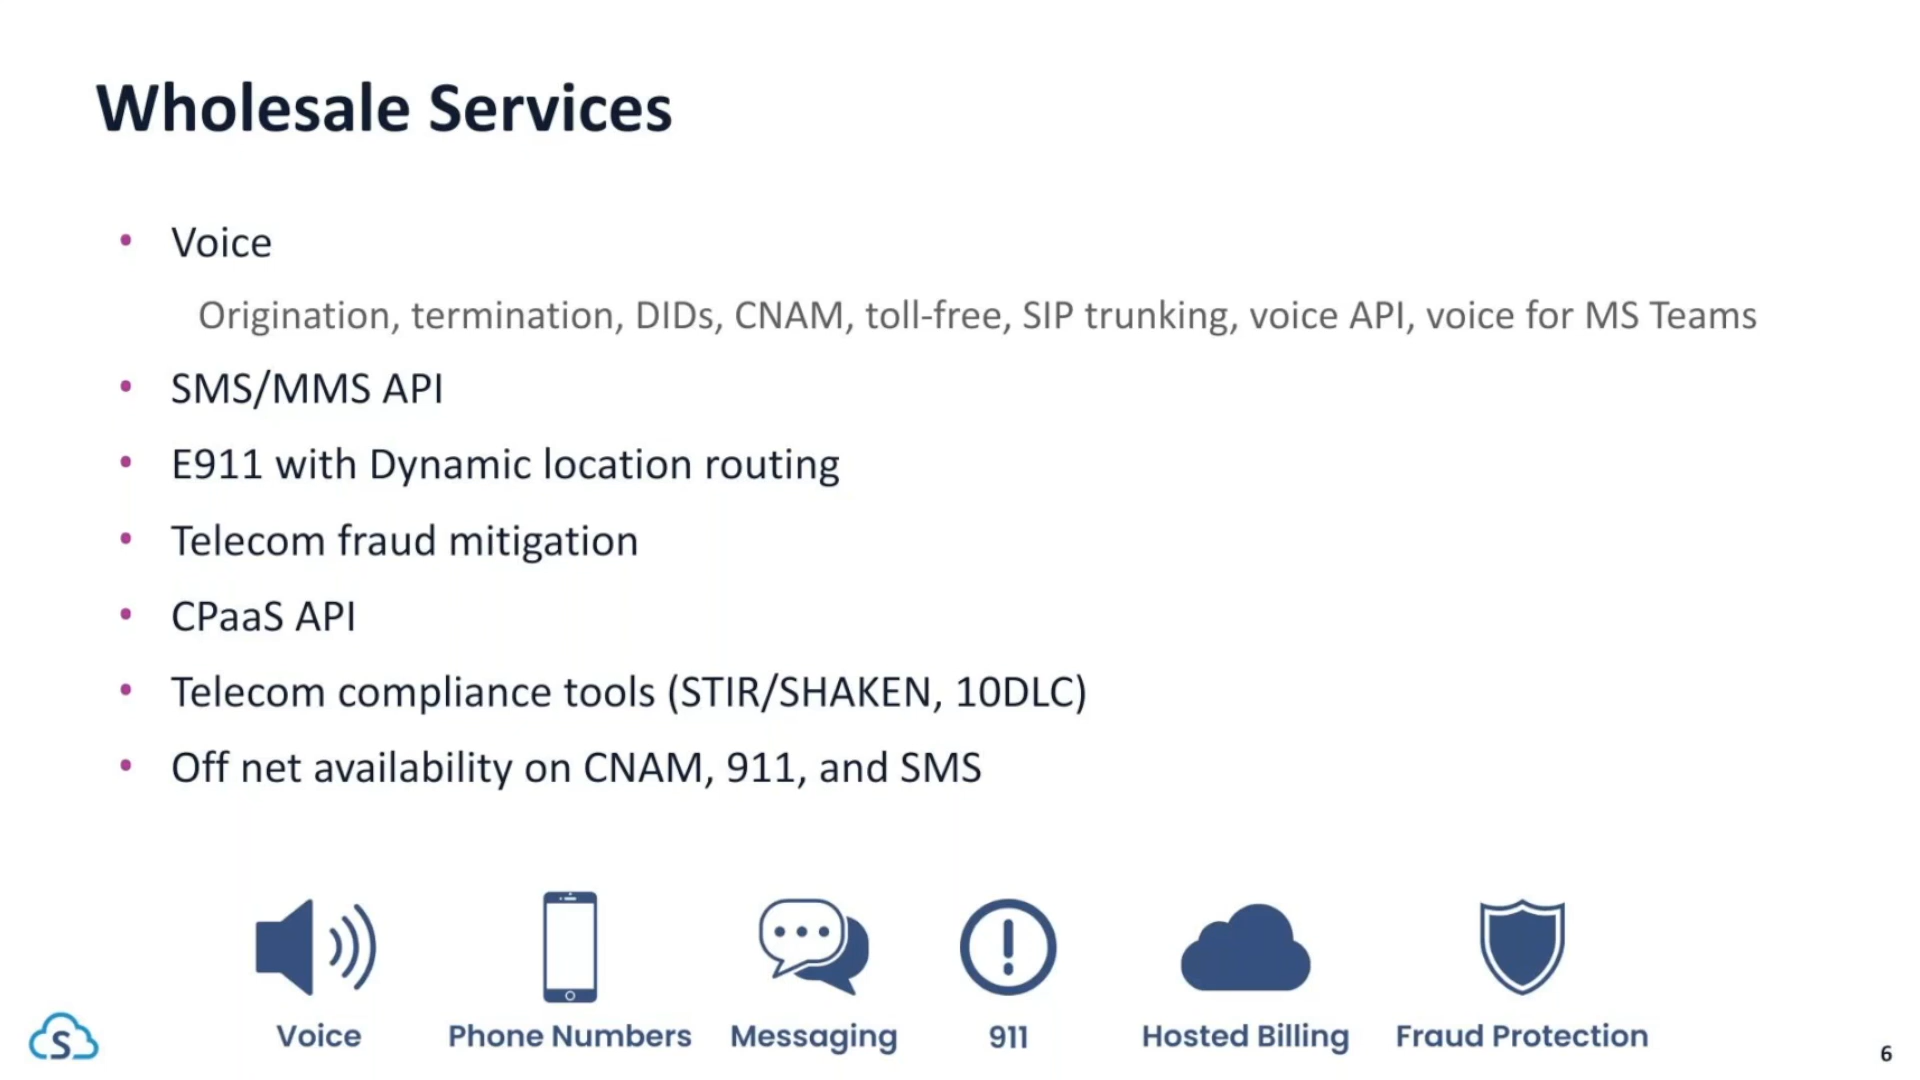 Wholesale Services
• Voice
Origination, termination, DIDs, CNAM, toll-free, SIP trunking, voice API, voice for MS Teams
• SMS/MMS API
• E911 with Dynamic location routing
• Telecom fraud mitigation
• CPaaS API
• Telecom compliance tools (STIR/SHAKEN, 10DLC)
• Off net availability on CNAM, 911, and SMS
Voice Phone Numbers Messaging 911 Hosted Billing Fraud Protection
S
6